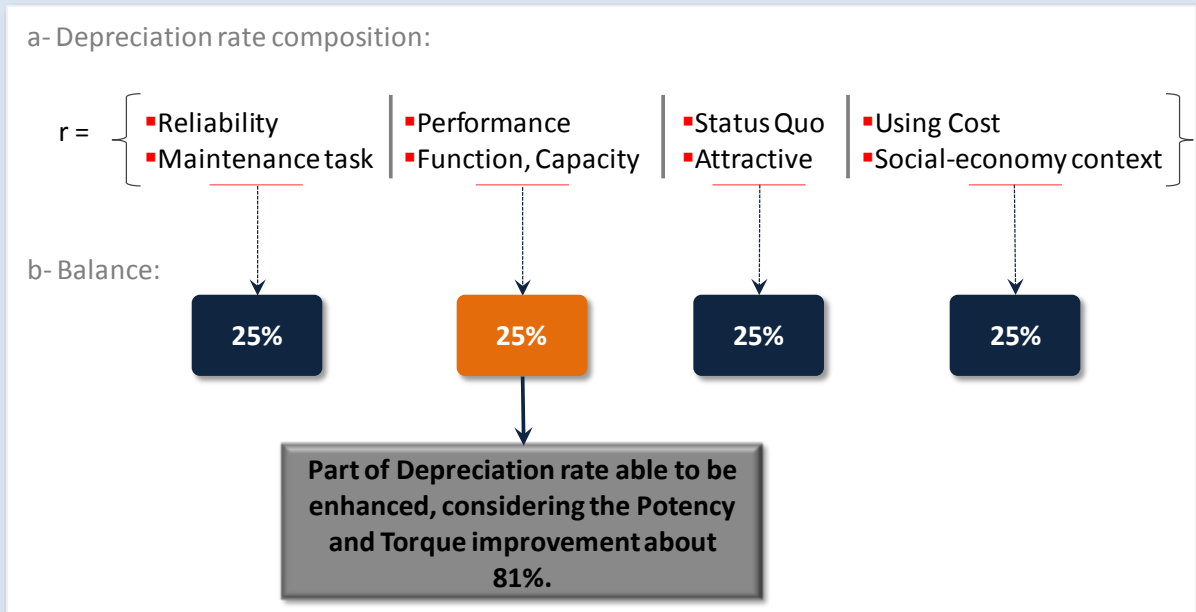 a- Depreciation rate composition:
r =
▪Reliability
▪Maintenance task
▪Performance
▪Function, Capacity
▪Status Quo
▪Attractive
▪Using Cost
▪Social-economy context
b- Balance:
25%
25%
25%
25%
Part of Depreciation rate able to be
enhanced, considering the Potency
and Torque improvement about
81%.